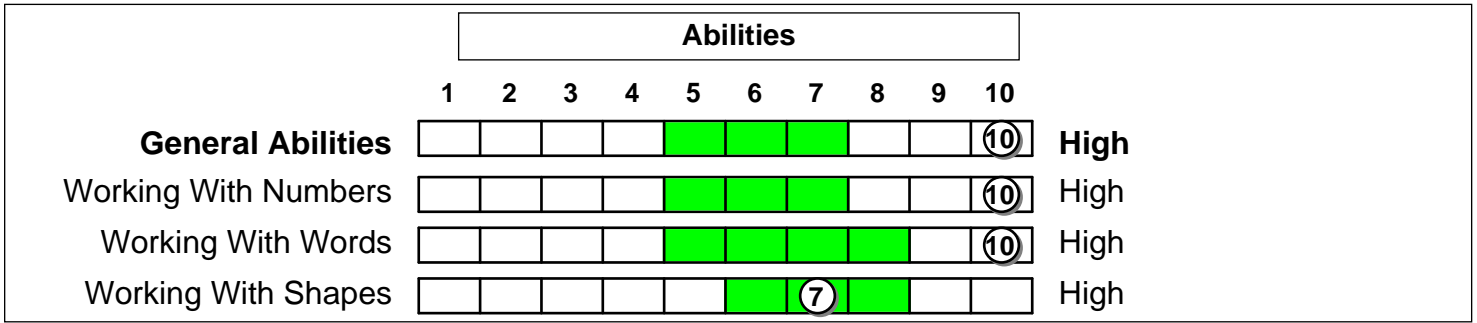 Abilities
1 2 3 4 5 6 7 8 9 10
General Abilities 10 High
Working With Numbers 10 High
Working With Words 10 High
Working With Shapes 7 High